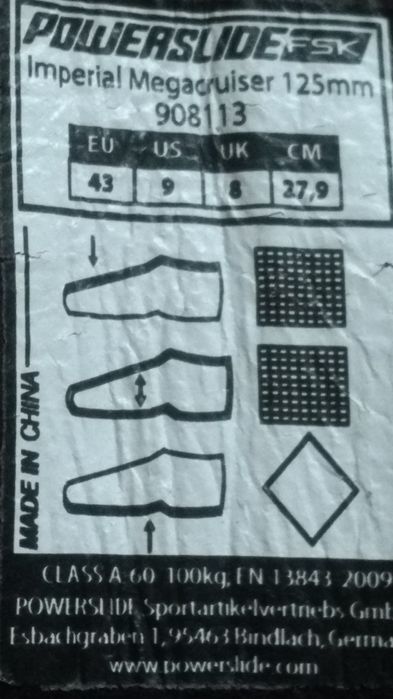 POWERSLIDE FSK
Imperial Megacruiser 125mm
908113
EU US UK CM
43 9 8 27,9
MADE IN CHINA
CLASS A 60-100kg, EN 13843-2009
POWERSLIDE Sportartikelvertriebs Gmb
Esbachgraben 1, 95463 Bindlach, Germa
www.powerslide.com